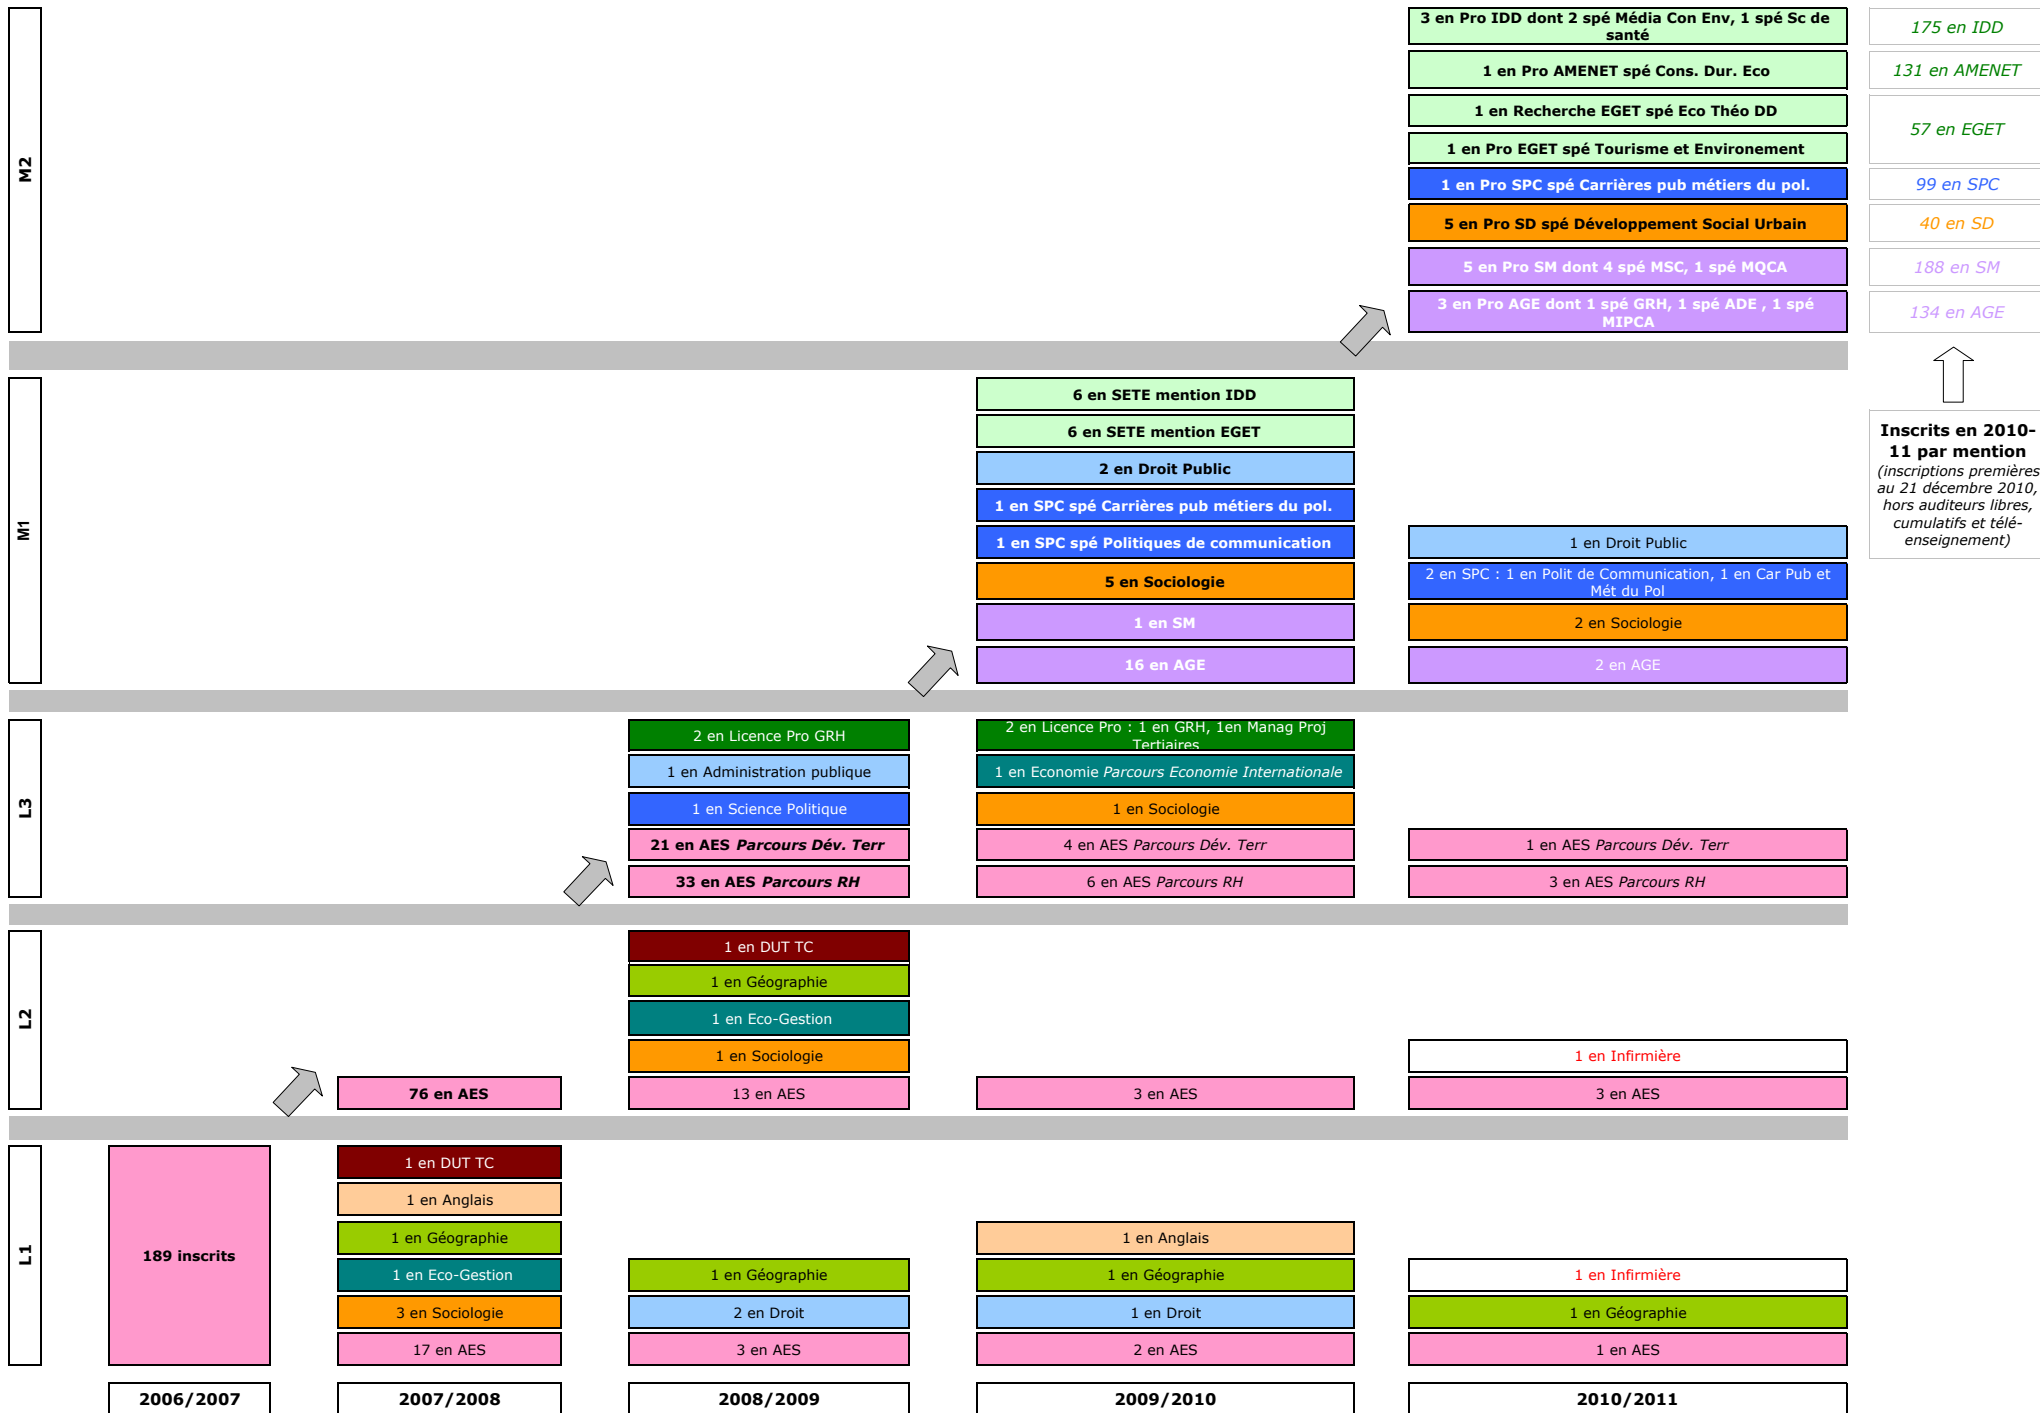 M2
3 en Pro IDD dont 2 spé Média Con Env, 1 spé Sc de
santé
175 en IDD
1 en Pro AMENET spé Cons. Dur. Eco
131 en AMENET
1 en Recherche EGET spé Eco Théo DD
57 en EGET
1 en Pro EGET spé Tourisme et Environement
1 en Pro SPC spé Carrières pub métiers du pol.
99 en SPC
5 en Pro SD spé Développement Social Urbain
40 en SD
5 en Pro SM dont 4 spé MSC, 1 spé MQCA
188 en SM
3 en Pro AGE dont 1 spé GRH, 1 spé ADE , 1 spé
MIPCA
134 en AGE
M1
6 en SETE mention IDD
6 en SETE mention EGET
2 en Droit Public
1 en SPC spé Carrières pub métiers du pol.
1 en SPC spé Politiques de communication
5 en Sociologie
1 en SM
16 en AGE
1 en Droit Public
2 en SPC : 1 en Polit de Communication, 1 en Car Pub et
Mét du Pol
2 en Sociologie
2 en AGE
Inscrits en 2010-
11 par mention
(inscriptions premières
au 21 décembre 2010,
hors auditeurs libres,
cumulatifs et télé-
enseignement)
L3
2 en Licence Pro GRH
1 en Administration publique
1 en Science Politique
21 en AES Parcours Dév. Terr
33 en AES Parcours RH
2 en Licence Pro : 1 en GRH, 1en Manag Proj
Tertiaires
1 en Economie Parcours Economie Internationale
1 en Sociologie
4 en AES Parcours Dév. Terr
6 en AES Parcours RH
1 en AES Parcours Dév. Terr
3 en AES Parcours RH
L2
76 en AES
1 en DUT TC
1 en Géographie
1 en Eco-Gestion
1 en Sociologie
13 en AES
3 en AES
1 en Infirmière
3 en AES
L1
189 inscrits
1 en DUT TC
1 en Anglais
1 en Géographie
1 en Eco-Gestion
3 en Sociologie
17 en AES
1 en Géographie
2 en Droit
3 en AES
1 en Anglais
1 en Géographie
1 en Droit
2 en AES
1 en Infirmière
1 en Géographie
1 en AES
2006/2007
2007/2008
2008/2009
2009/2010
2010/2011